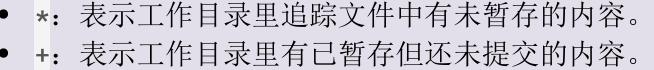 • *：表示工作目录里追踪文件中有未暂存的内容。
• +：表示工作目录里有已暂存但还未提交的内容。